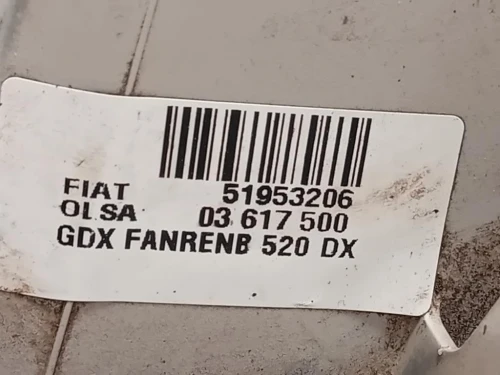 FIAT 51953206
OLSA 03 617 500
GDX FANRENB 520 DX